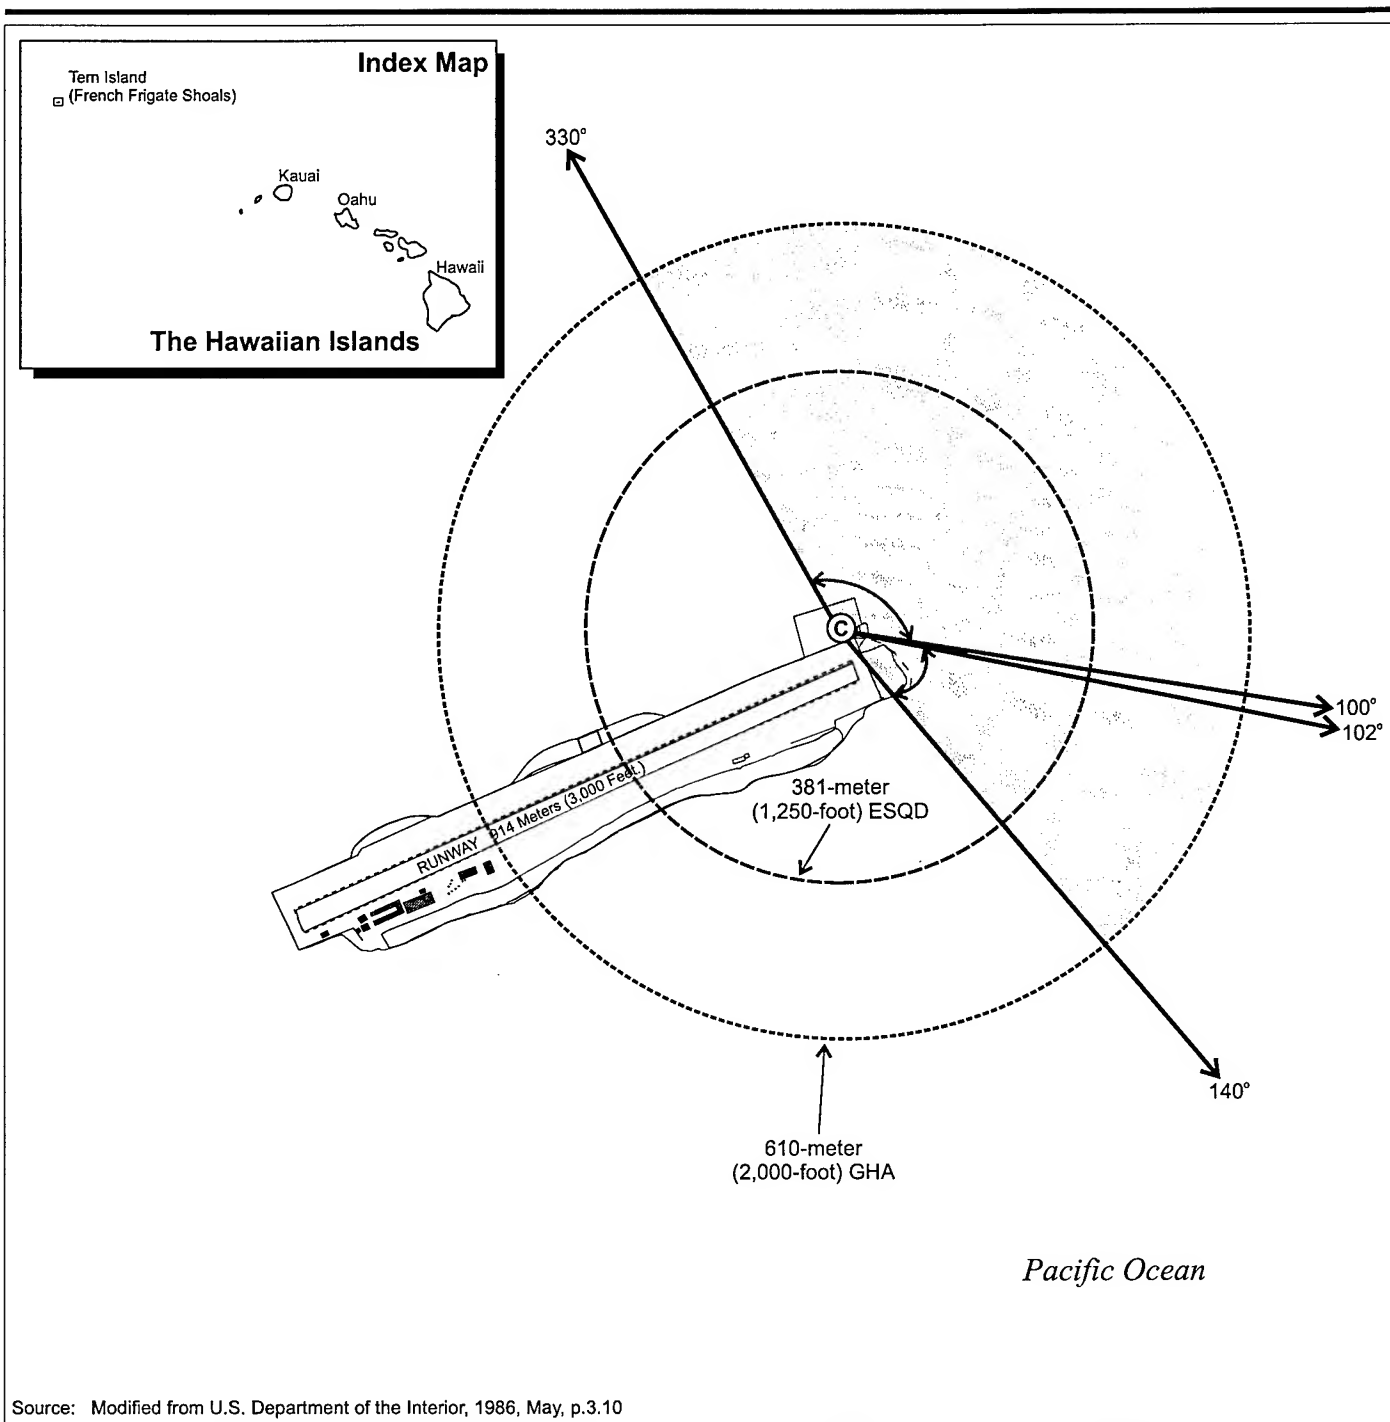 Index Map
Tern Island
(French Frigate Shoals)
Kauai
Oahu
Hawaii
The Hawaiian Islands
330°
C
100°
102°
381-meter
(1,250-foot) ESQD
RUNWAY 914 Meters (3,000 Feet.)
140°
610-meter
(2,000-foot) GHA
Pacific Ocean
Source: Modified from U.S. Department of the Interior, 1986, May, p.3.10